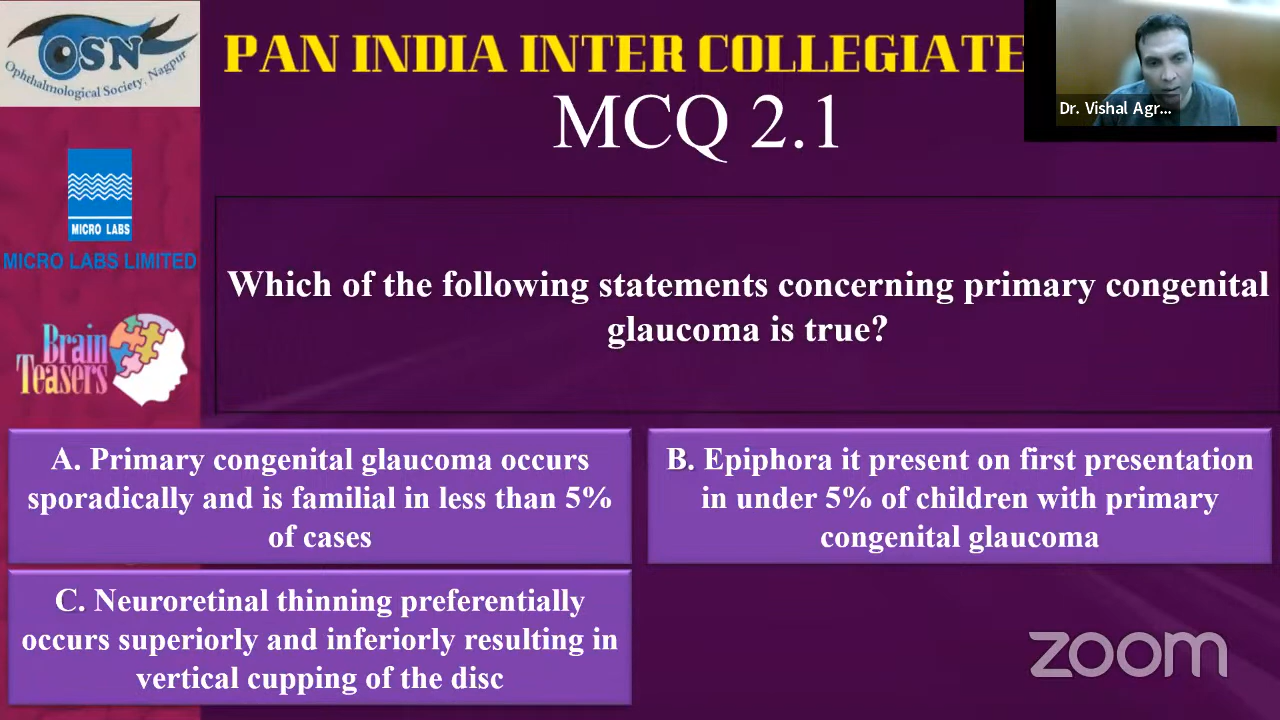 OSN
Ophthalmological Society, Nagpur
PAN INDIA INTER COLLEGIATE
MCQ 2.1
Dr. Vishal Agr...
MICRO LABS
MICRO LABS LIMITED
Brain
Teasers
Which of the following statements concerning primary congenital
glaucoma is true?
A. Primary congenital glaucoma occurs
sporadically and is familial in less than 5%
of cases
B. Epiphora it present on first presentation
in under 5% of children with primary
congenital glaucoma
C. Neuroretinal thinning preferentially
occurs superiorly and inferiorly resulting in
vertical cupping of the disc
zoom